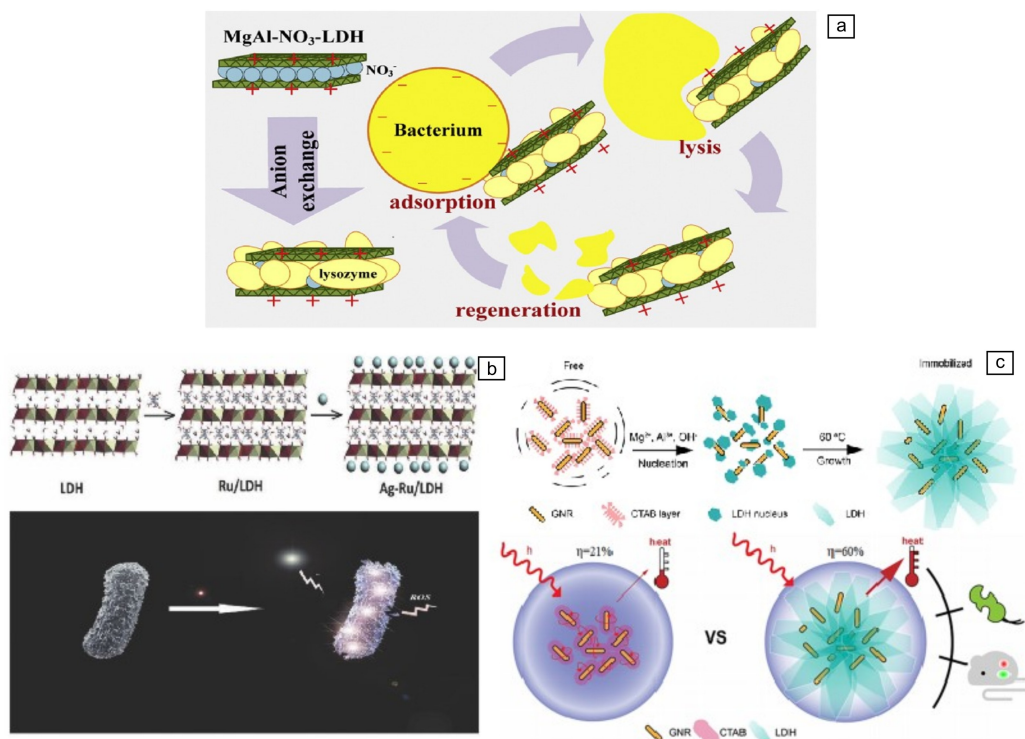 a
MgAl-NO₃-LDH
NO₃⁻
Anion
exchange
lysozyme
Bacterium
adsorption
lysis
regeneration
b
LDH
Ru/LDH
Ag-Ru/LDH
ROS
c
Free
Immobilized
Mg²⁺, Al³⁺, OH⁻
Nucleation
60 °C
Growth
GNR
CTAB layer
LDH nucleus
LDH
h
η=21%
heat
VS
h
η=60%
heat
GNR
CTAB
LDH